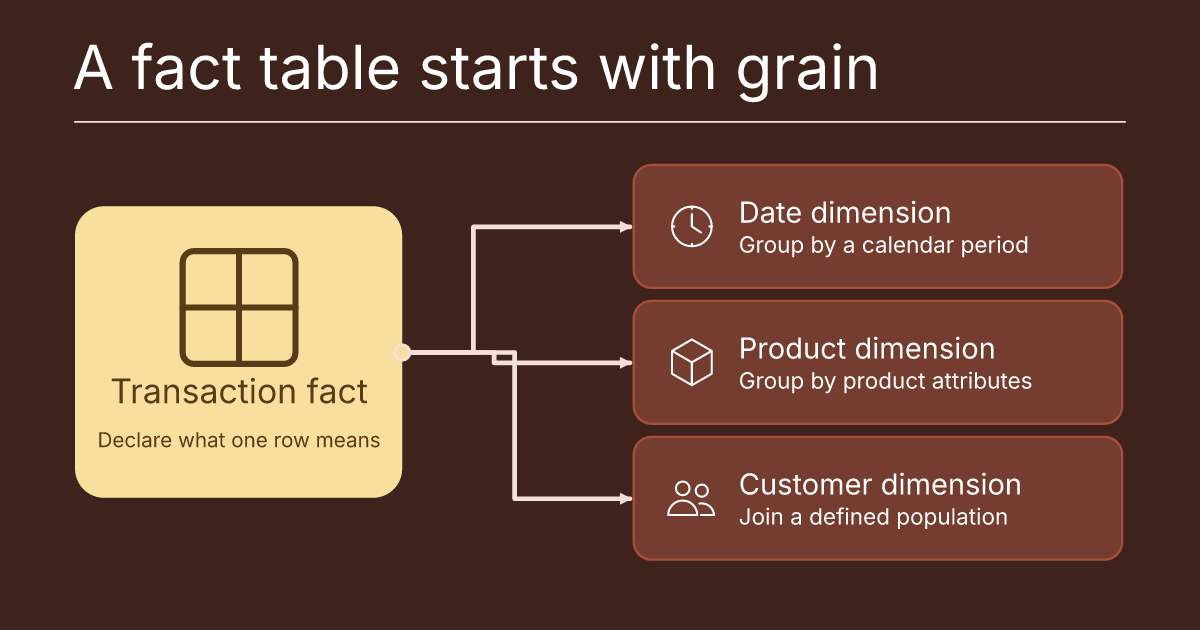 A fact table starts with grain
Transaction fact
Declare what one row means
Date dimension
Group by a calendar period
Product dimension
Group by product attributes
Customer dimension
Join a defined population